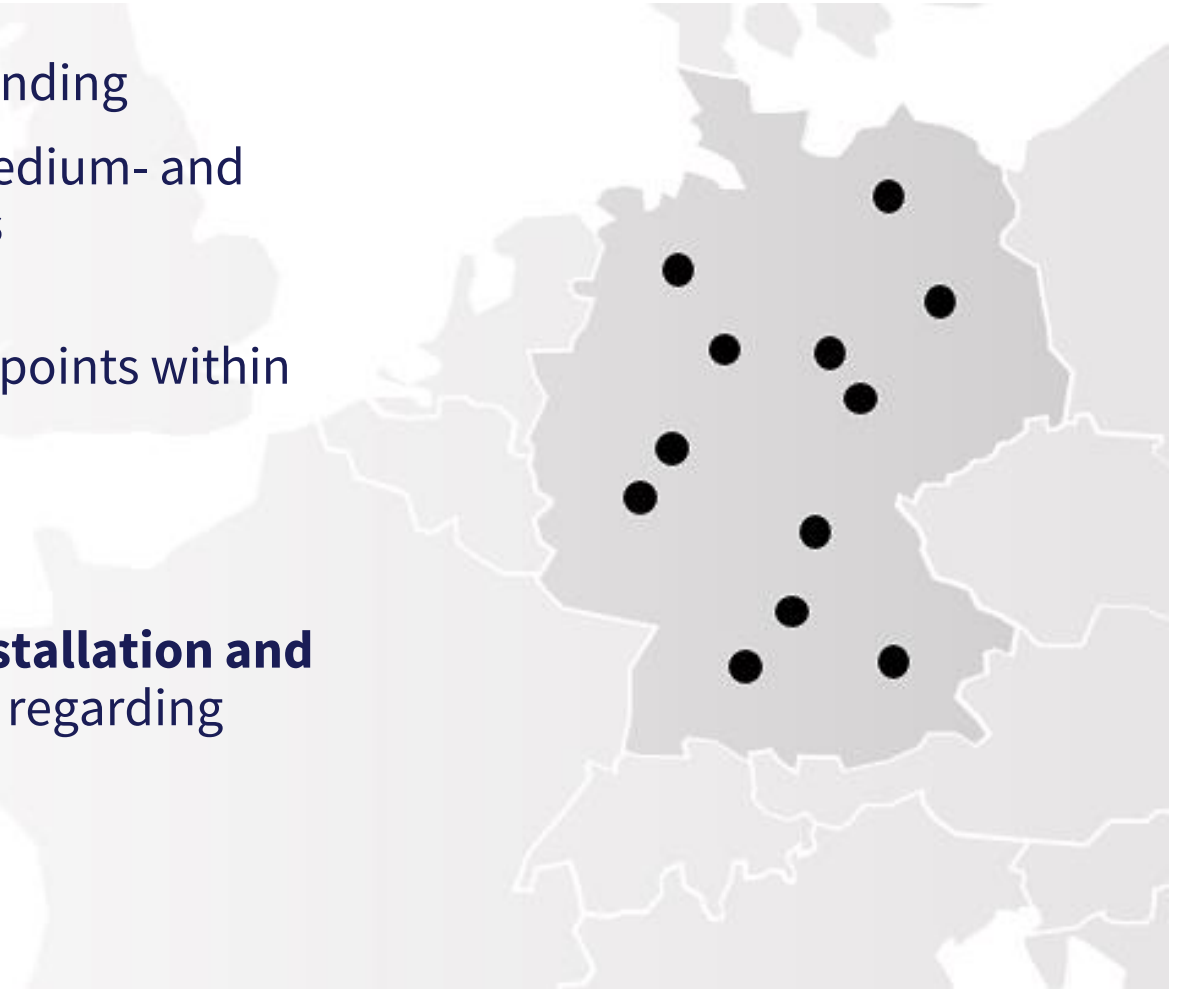 nding
edium- and
s
points within
stallation and
regarding